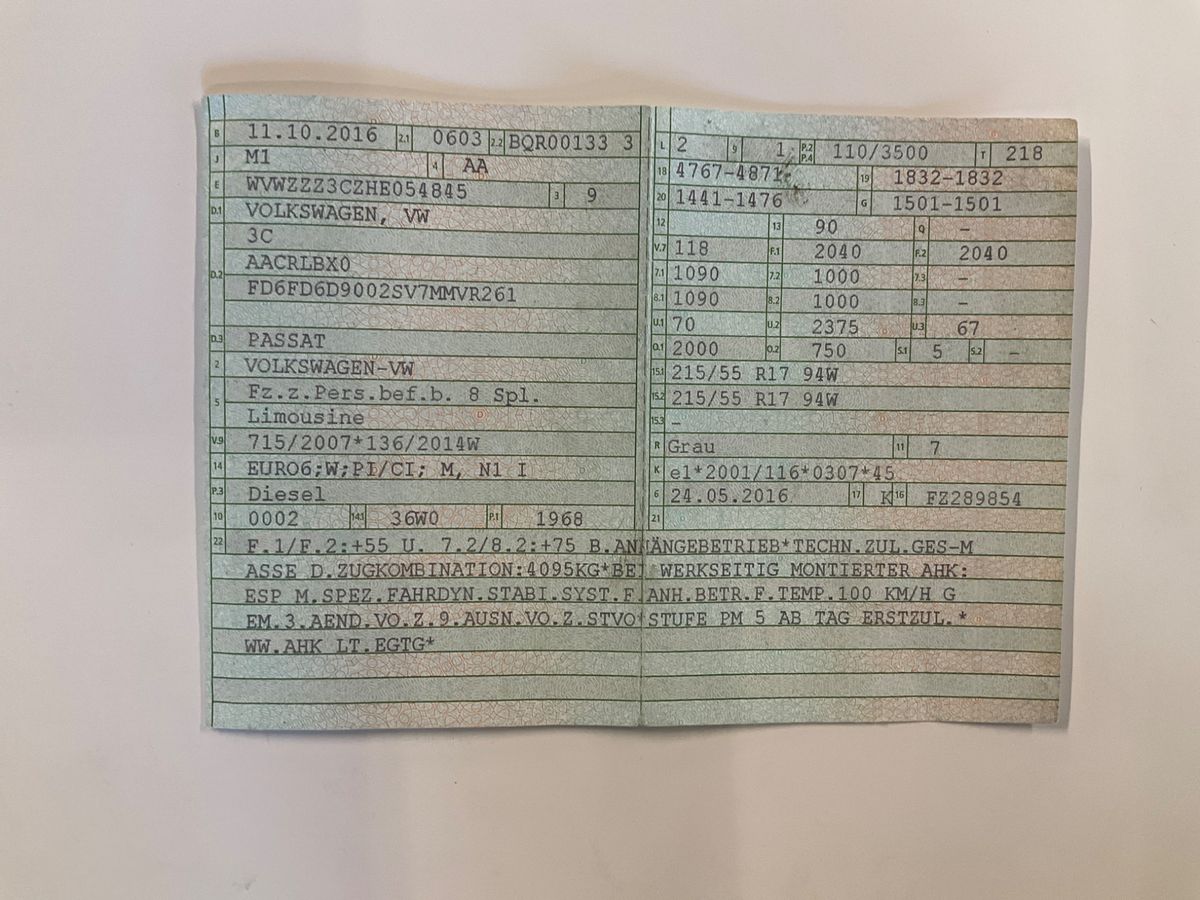 B 11.10.2016 2.1 0603 2.2 BQR00133 3
J M1 4 AA
E WVWZZZ3CZHE054845 3 9
D.1 VOLKSWAGEN, VW
3C
D.2 AACRLBX0
FD6FD6D9002SV7MMVR261
D.3 PASSAT
2 VOLKSWAGEN-VW
5 Fz.z.Pers.bef.b. 8 Spl.
Limousine
V.9 715/2007*136/2014W
14 EURO6;W;PI/CI; M, N1 I
P.3 Diesel
10 0002 14.1 36W0 P.1 1968
L 2 9 1 P.2 P.4 110/3500 T 218
18 4767-4871 19 1832-1832
20 1441-1476 G 1501-1501
12 13 90 Q -
V.7 118 F.1 2040 F.2 2040
7.1 1090 7.2 1000 7.3 -
8.1 1090 8.2 1000 8.3 -
U.1 70 U.2 2375 U.3 67
O.1 2000 O.2 750 S.1 5 S.2 -
15.1 215/55 R17 94W
15.2 215/55 R17 94W
15.3 -
R Grau 11 7
K e1*2001/116*0307*45
6 24.05.2016 17 K 16 FZ289854
21
22 F.1/F.2:+55 U. 7.2/8.2:+75 B.ANHÄNGEBETRIEB*TECHN.ZUL.GES-M
ASSE D.ZUGKOMBINATION:4095KG*BEI WERKSEITIG MONTIERTER AHK:
ESP M.SPEZ.FAHRDYN.STABI.SYST.F.ANH.BETR.F.TEMP.100 KM/H G
EM.3.AEND.VO.Z.9.AUSN.VO.Z.STVO*STUFE PM 5 AB TAG ERSTZUL.*
WW.AHK LT.EGTG*